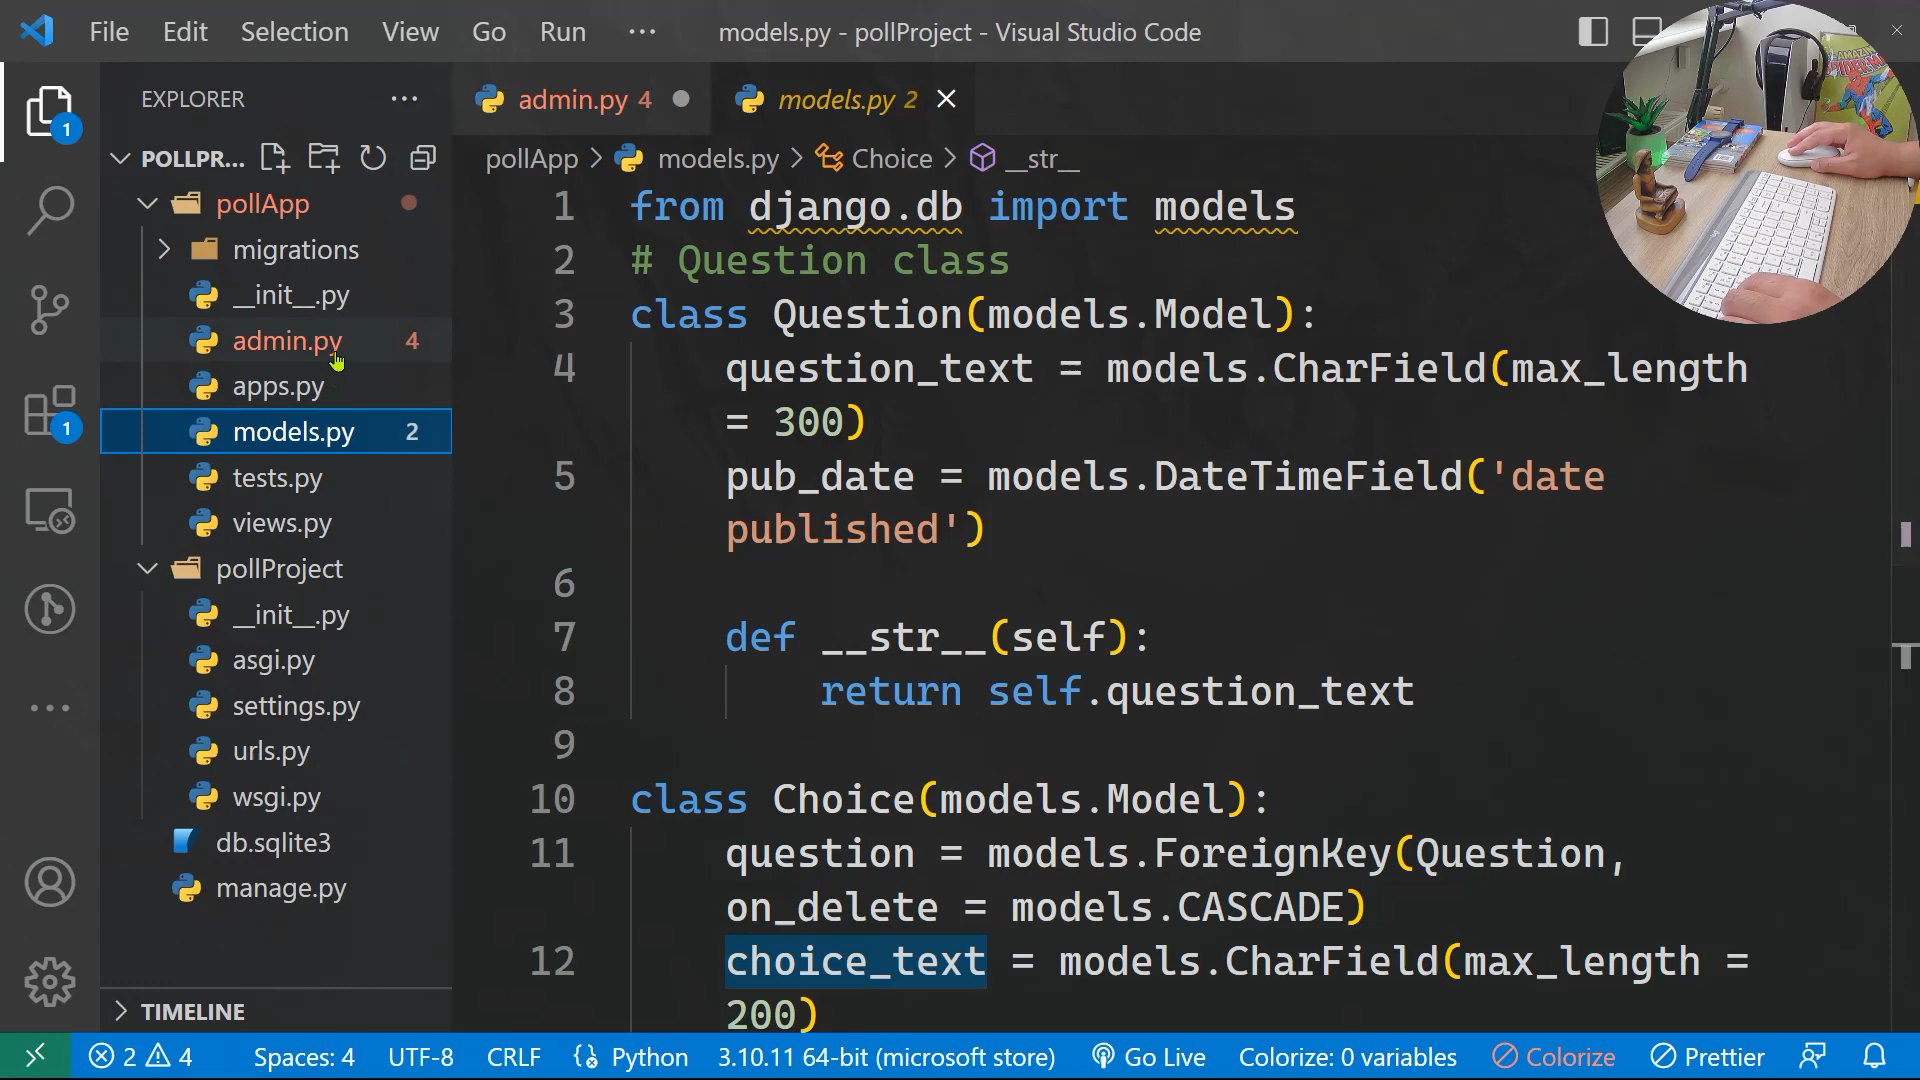 File Edit Selection View Go Run ··· models.py - pollProject - Visual Studio Code
EXPLORER ···
1
admin.py 4
models.py 2
POLLPR...
pollApp > models.py > Choice > __str__
pollApp
migrations
__init__.py
admin.py 4
apps.py
models.py 2
tests.py
views.py
pollProject
__init__.py
asgi.py
settings.py
urls.py
wsgi.py
db.sqlite3
manage.py
1
TIMELINE
1 from django.db import models
2 # Question class
3 class Question(models.Model):
4 question_text = models.CharField(max_length
= 300)
5 pub_date = models.DateTimeField('date
published')
6
7 def __str__(self):
8 return self.question_text
9
10 class Choice(models.Model):
11 question = models.ForeignKey(Question,
on_delete = models.CASCADE)
12 choice_text = models.CharField(max_length =
200)
AMAZING
SPIDER-MAN
2 4 Spaces: 4 UTF-8 CRLF Python 3.10.11 64-bit (microsoft store) Go Live Colorize: 0 variables Colorize Prettier